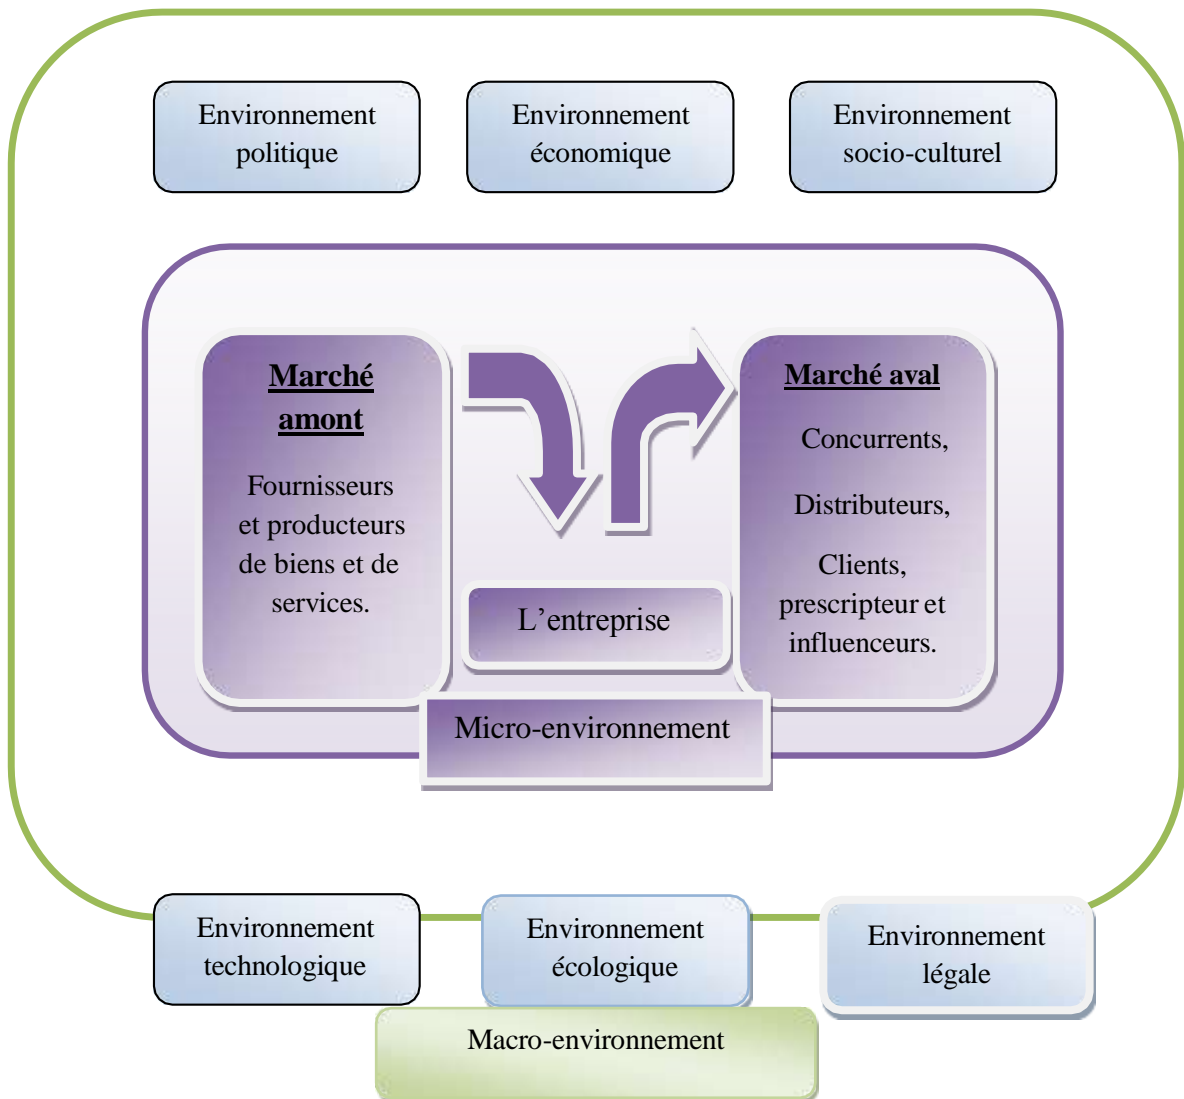 Environnement
politique
Environnement
économique
Environnement
socio-culturel
Marché
amont
Fournisseurs
et producteurs
de biens et de
services.
Marché aval
Concurrents,
Distributeurs,
Clients,
prescripteur et
influenceurs.
L’entreprise
Micro-environnement
Environnement
technologique
Environnement
écologique
Environnement
légale
Macro-environnement